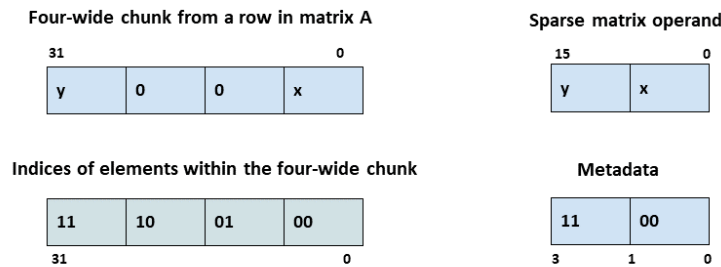 Four-wide chunk from a row in matrix A
31 0
y 0 0 x
Indices of elements within the four-wide chunk
11 10 01 00
31 0
Sparse matrix operand
15 0
y x
Metadata
11 00
3 1 0